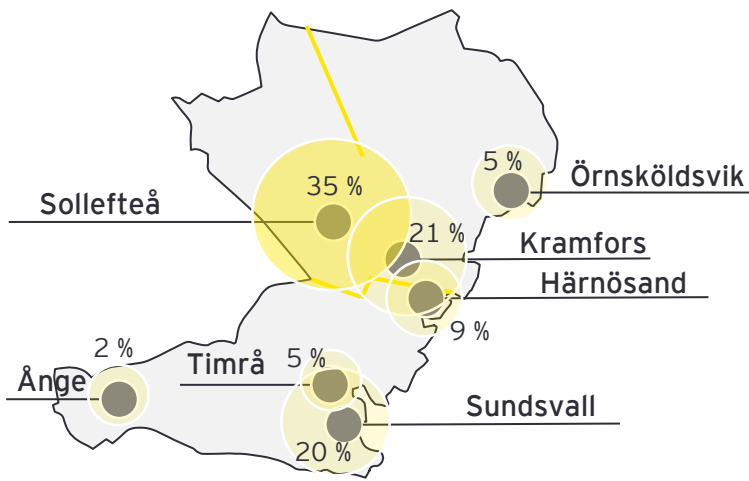 5 %
Örnsköldsvik
35 %
Sollefteå
21 %
Kramfors
Härnösand
9 %
2 %
Ånge
Timrå
5 %
Sundsvall
20 %